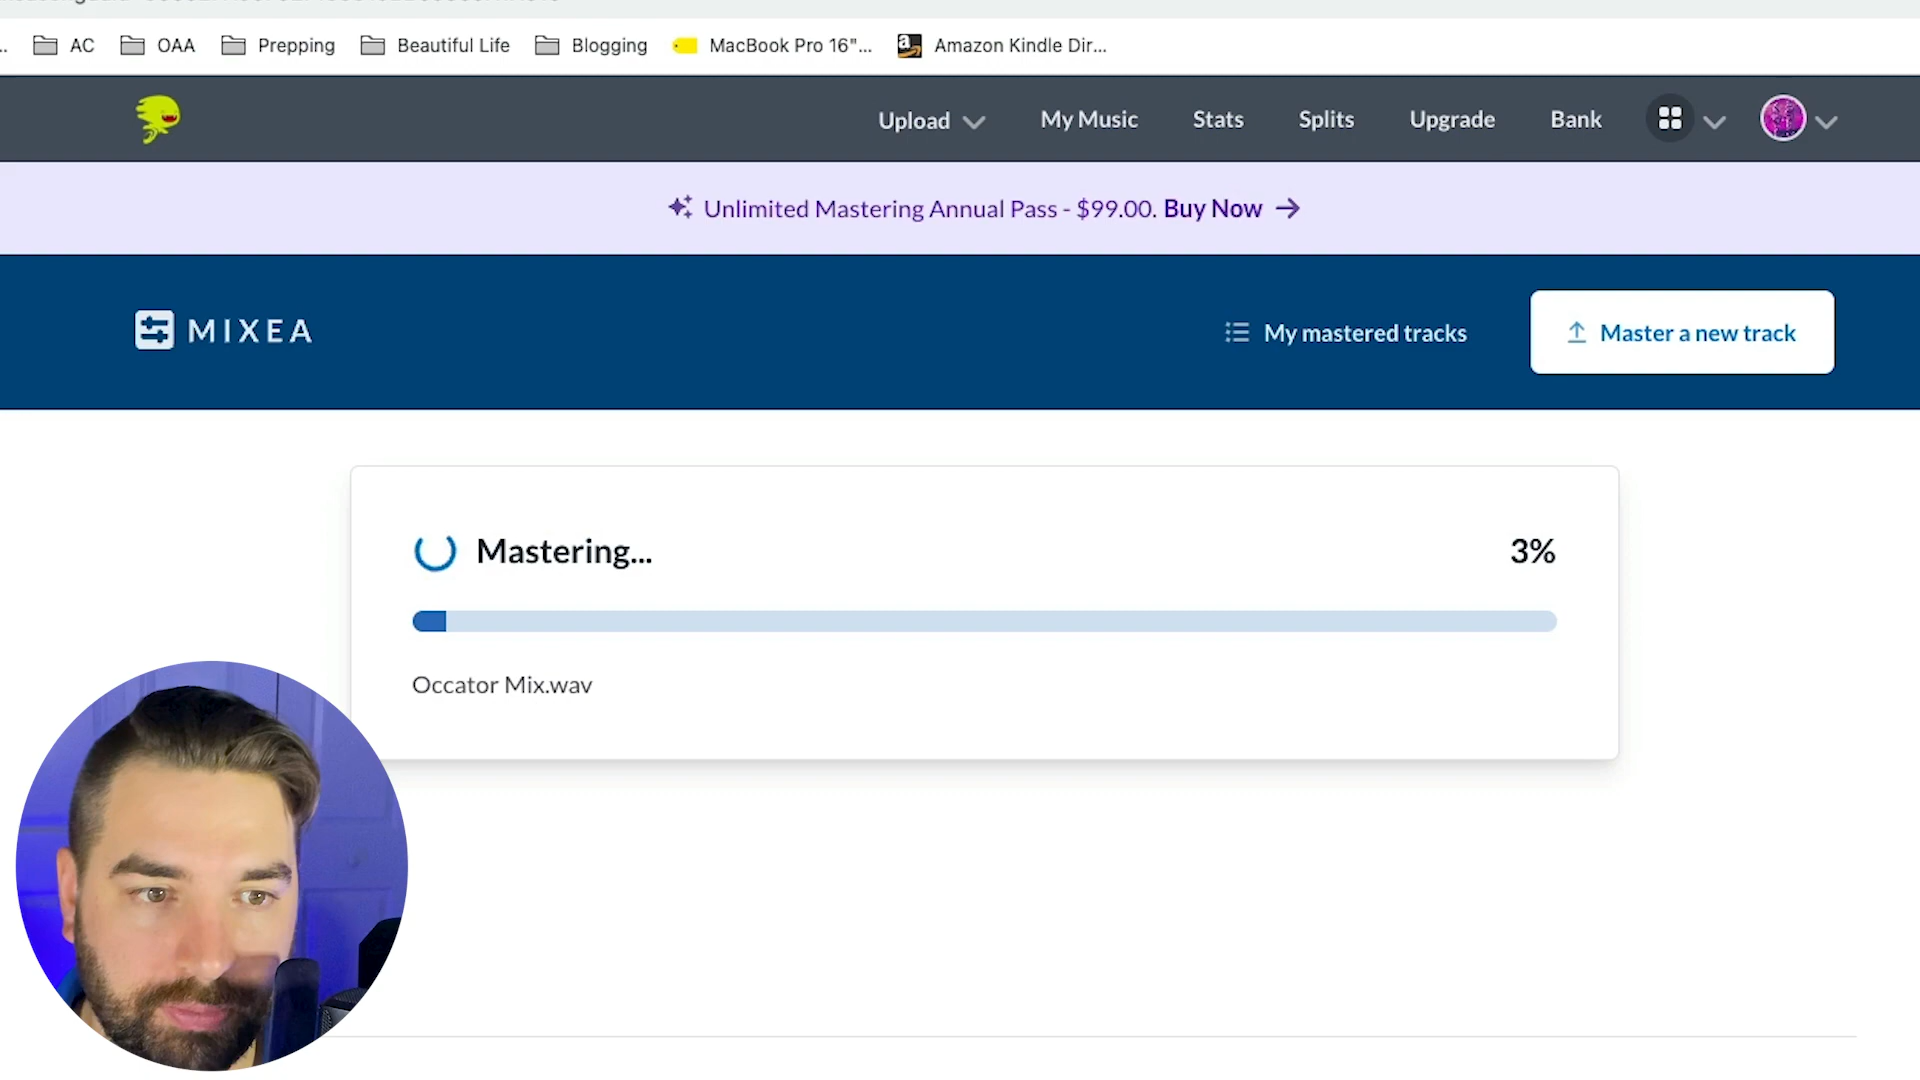 AC OAA Prepping Beautiful Life Blogging MacBook Pro 16"... Amazon Kindle Dir...
Upload My Music Stats Splits Upgrade Bank
Unlimited Mastering Annual Pass - $99.00. Buy Now →
MIXEA My mastered tracks Master a new track
Mastering... 3%
Occator Mix.wav